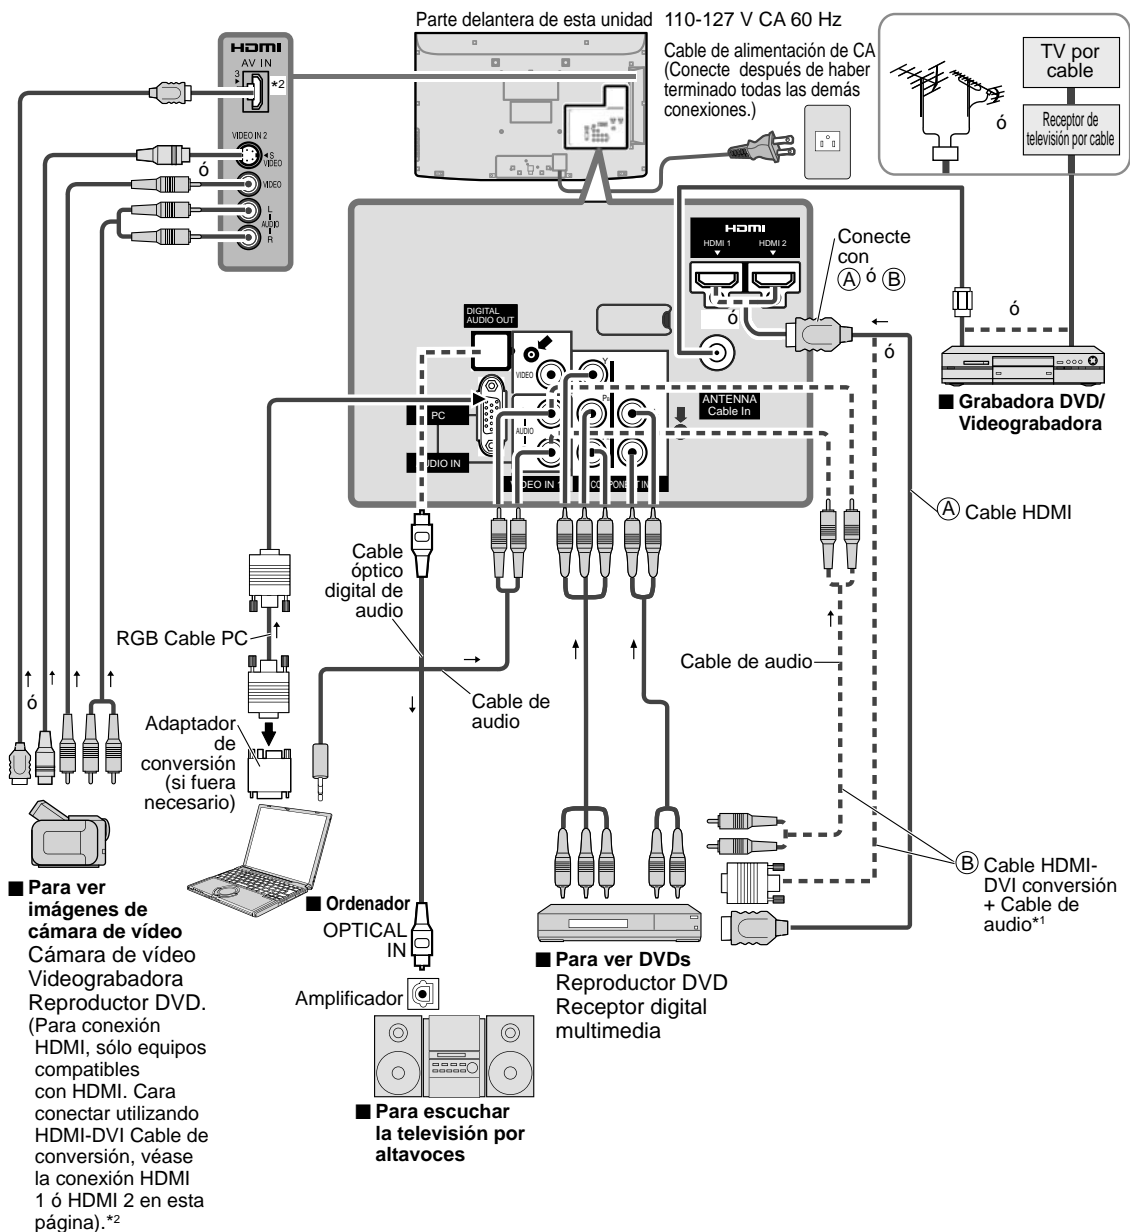 Parte delantera de esta unidad
110-127 V CA 60 Hz
Cable de alimentación de CA
(Conecte después de haber
terminado todas las demás
conexiones.)
TV por
cable
ó
Receptor de
televisión por cable
HDMI
AV IN
3
*2
VIDEO IN 2
S
VIDEO
ó
VIDEO
L
AUDIO
R
HDMI
HDMI 1
HDMI 2
ó
Conecte
con
A ó B
ó
ó
DIGITAL
AUDIO OUT
VIDEO
Y
ANTENNA
Cable In
PC
AUDIO
VIDEO IN 1
■ Grabadora DVD/
Videograbadora
A Cable HDMI
Cable
óptico
digital de
audio
RGB Cable PC
Cable de audio
Cable de
audio
ó
Adaptador
de
conversión
(si fuera
necesario)
B Cable HDMI-
DVI conversión
+ Cable de
audio*1
■ Para ver
imágenes de
cámara de vídeo
Cámara de vídeo
Videograbadora
Reproductor DVD.
(Para conexión
HDMI, sólo equipos
compatibles
con HDMI. Cara
conectar utilizando
HDMI-DVI Cable de
conversión, véase
la conexión HDMI
1 ó HDMI 2 en esta
página).*2
■ Ordenador
OPTICAL
IN
Amplificador
■ Para escuchar
la televisión por
altavoces
■ Para ver DVDs
Reproductor DVD
Receptor digital
multimedia